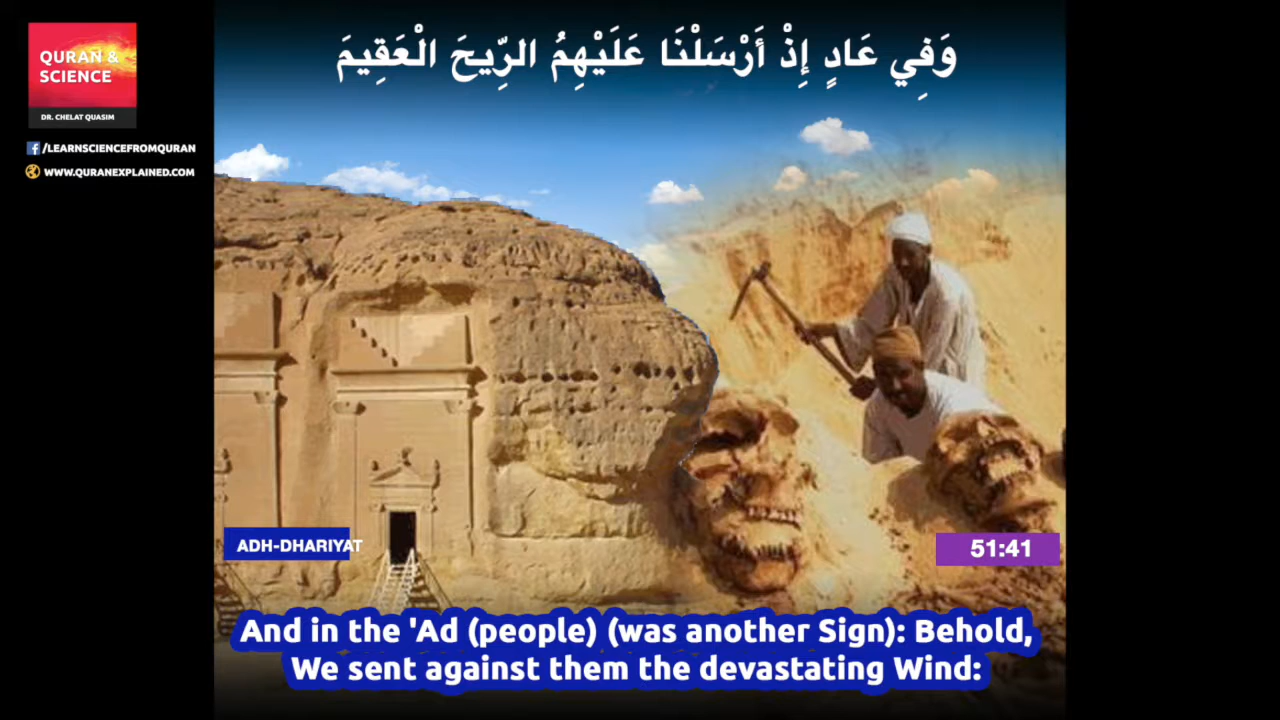 وَفِي عَادٍ إِذْ أَرْسَلْنَا عَلَيْهِمُ الرِّيحَ الْعَقِيمَ
QURAN &
SCIENCE
DR. CHELAT QUASIM
/LEARNSCIENCEFROMQURAN
WWW.QURANEXPLAINED.COM
ADH-DHARIYAT
51:41
And in the 'Ad (people) (was another Sign): Behold,
We sent against them the devastating Wind: